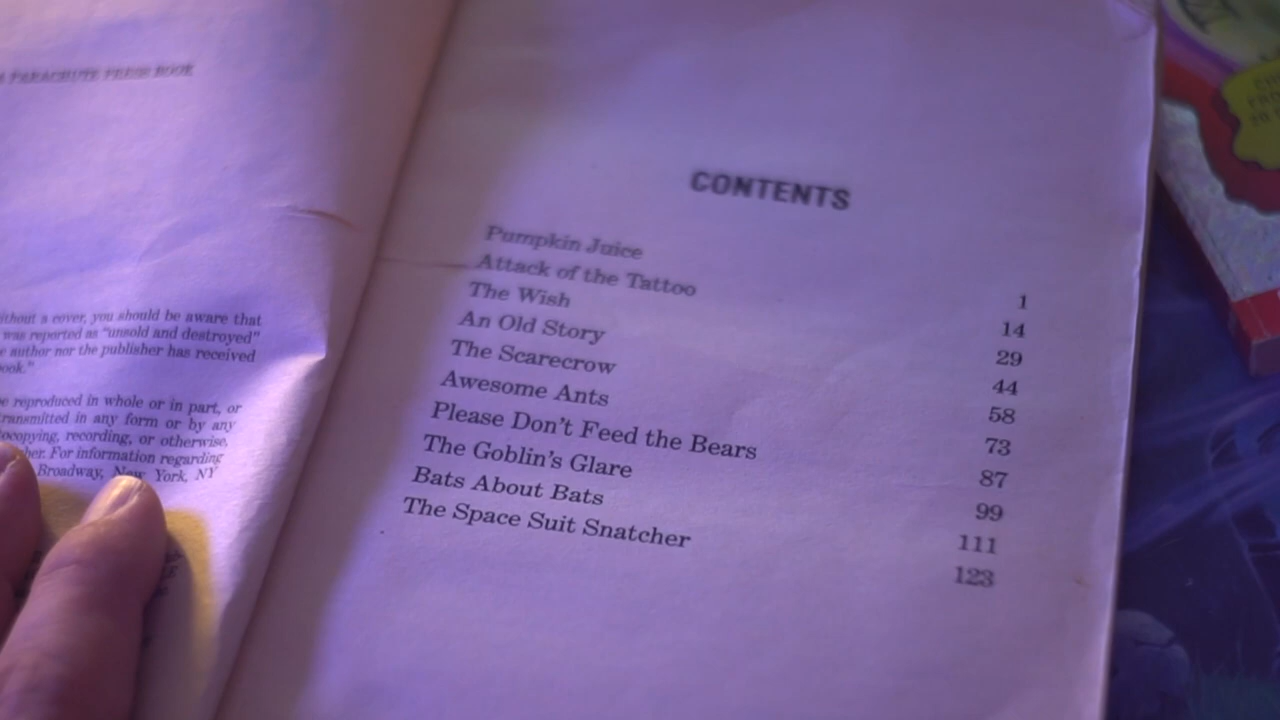 A PARACHUTE PRESS BOOK
ithout a cover, you should be aware that
was reported as "unsold and destroyed"
e author nor the publisher has received
ook."
e reproduced in whole or in part, or
transmitted in any form or by any
tocopying, recording, or otherwise,
her. For information regarding
Broadway, New York, NY
CONTENTS
Pumpkin Juice 1
Attack of the Tattoo 14
The Wish 29
An Old Story 44
The Scarecrow 58
Awesome Ants 73
Please Don't Feed the Bears 87
The Goblin's Glare 99
Bats About Bats 111
The Space Suit Snatcher 123